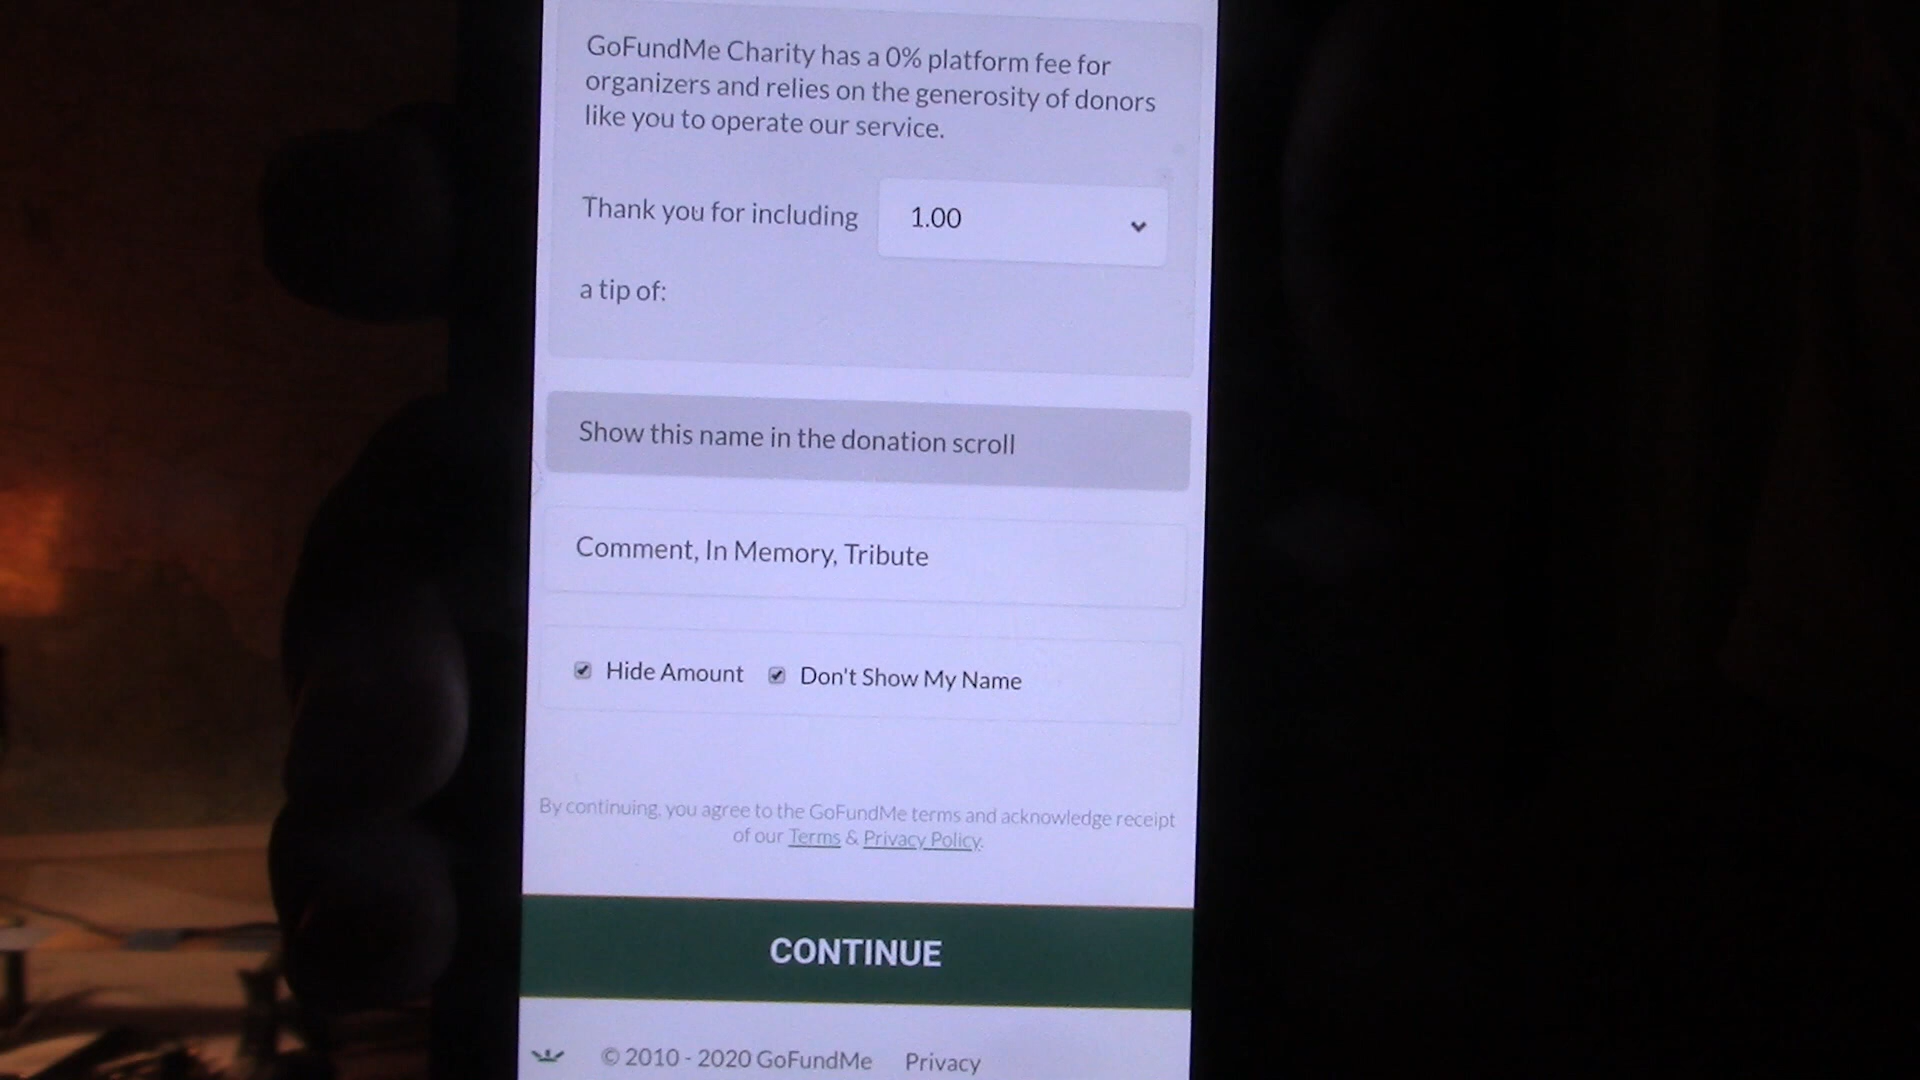 GoFundMe Charity has a 0% platform fee for
organizers and relies on the generosity of donors
like you to operate our service.
Thank you for including 1.00
a tip of:
Show this name in the donation scroll
Comment, In Memory, Tribute
Hide Amount Don't Show My Name
By continuing, you agree to the GoFundMe terms and acknowledge receipt
of our Terms & Privacy Policy.
CONTINUE
© 2010 - 2020 GoFundMe Privacy